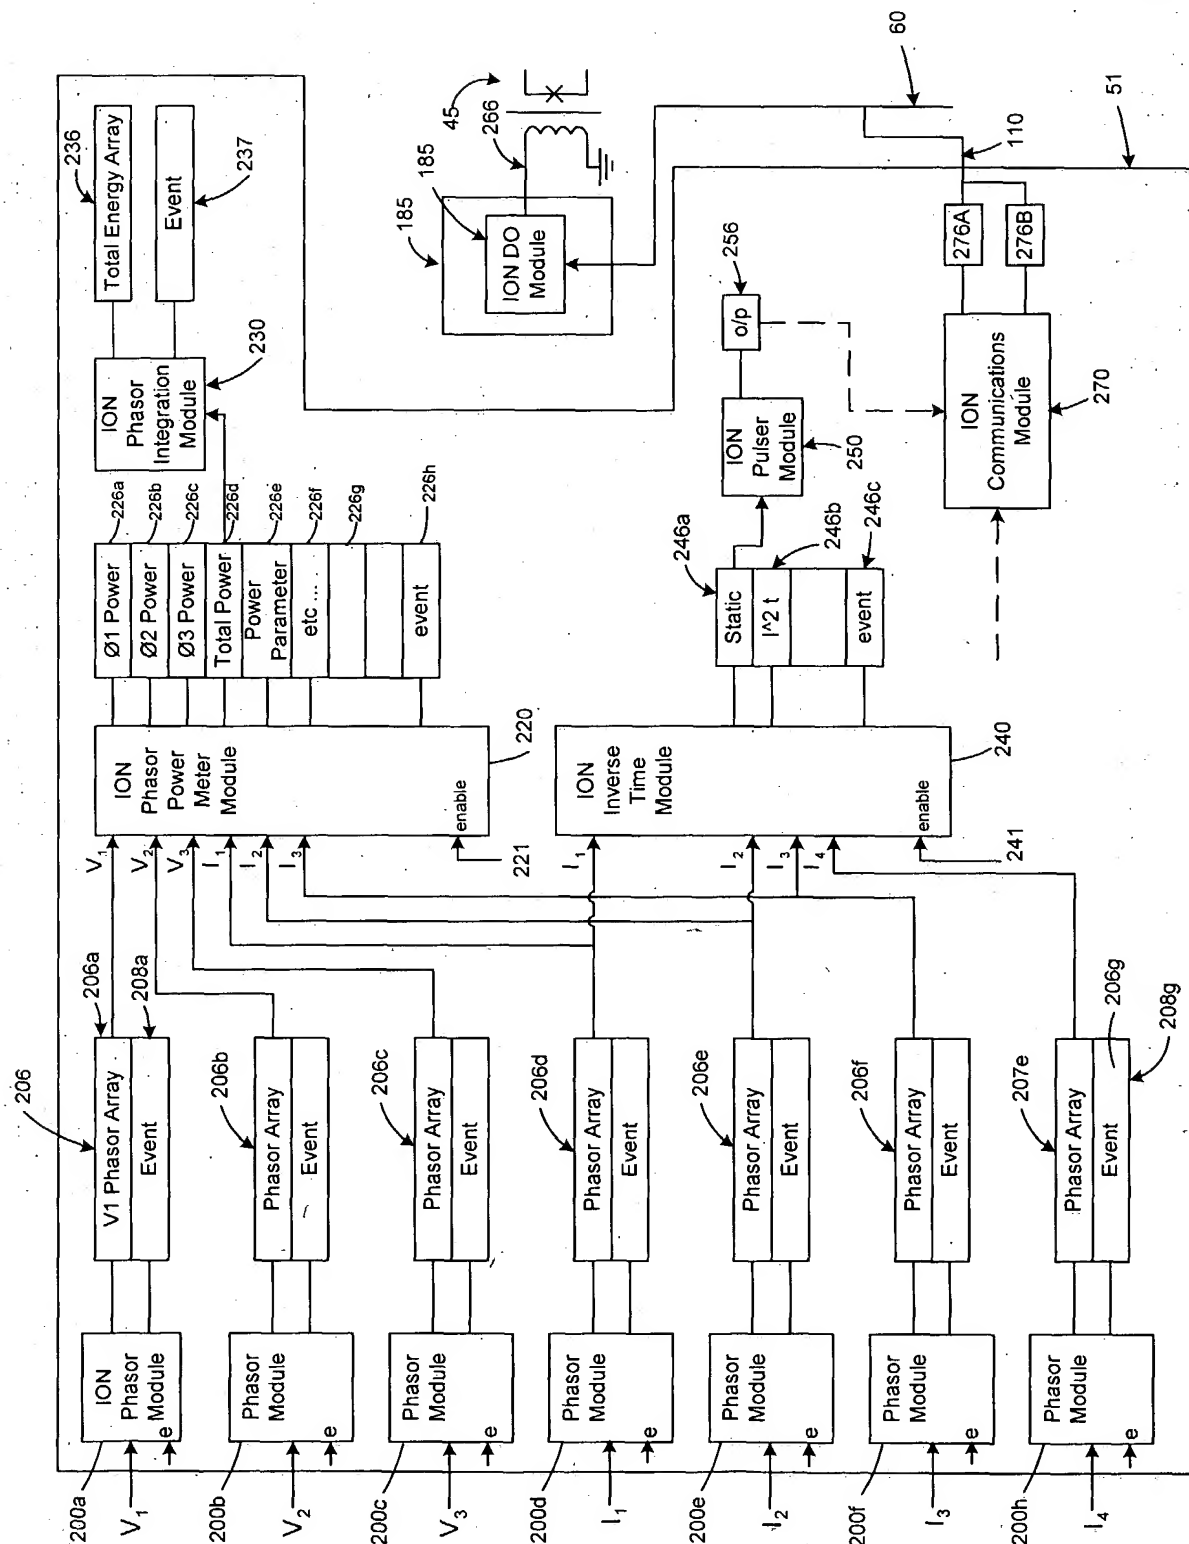 200a
V1
ION
Phasor
Module
e
206
V1 Phasor Array
Event
206a
208a
200b
V2
Phasor
Module
e
Phasor Array
Event
206b
200c
V3
Phasor
Module
e
Phasor Array
Event
206c
200d
I1
Phasor
Module
e
Phasor Array
Event
206d
200e
I2
Phasor
Module
e
Phasor Array
Event
206e
200f
I3
Phasor
Module
e
Phasor Array
Event
206f
200h
I4
Phasor
Module
e
Phasor Array
Event
207e
206g
208g
V1
V2
V3
I1
I2
I3
ION
Phasor
Power
Meter
Module
enable
220
221
Ø1 Power
Ø2 Power
Ø3 Power
Total Power
Power
Parameter
etc ...
event
226a
226b
226c
226d
226e
226f
226g
226h
ION
Phasor
Integration
Module
230
Total Energy Array
Event
236
237
I1
I2
I3
I4
ION
Inverse
Time
Module
enable
240
241
Static
I^2 t
event
246a
246b
246c
ION
Pulser
Module
250
o/p
256
ION DO
Module
185
185
266
45
ION
Communications
Module
270
276A
276B
110
60
51